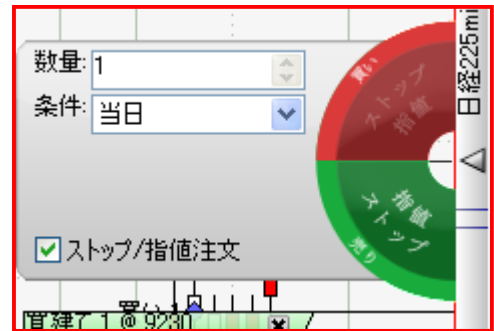 数量: 1
条件: 当日
ストップ/指値注文
買い
ストップ
指値
指値
ストップ
売り
日経225mi
買い 1
買建て 1 @ 9230